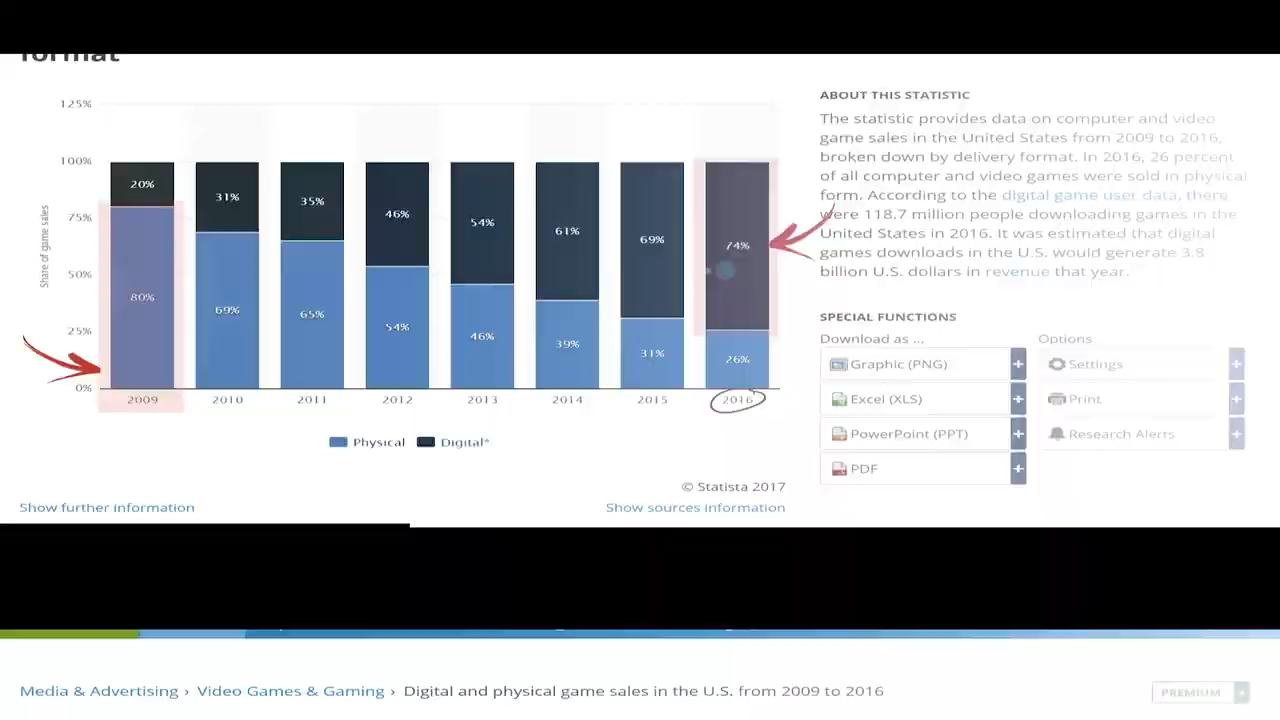 format
125%
100%
75%
50%
25%
0%
Share of game sales
20%
31%
35%
46%
54%
61%
69%
74%
80%
69%
65%
54%
46%
39%
31%
26%
2009
2010
2011
2012
2013
2014
2015
2016
Physical
Digital*
© Statista 2017
Show further information
Show sources information
ABOUT THIS STATISTIC
The statistic provides data on computer and video
game sales in the United States from 2009 to 2016,
broken down by delivery format. In 2016, 26 percent
of all computer and video games were sold in physical
form. According to the digital game user data, there
were 118.7 million people downloading games in the
United States in 2016. It was estimated that digital
games downloads in the U.S. would generate 3.8
billion U.S. dollars in revenue that year.
SPECIAL FUNCTIONS
Download as ...
Options
Graphic (PNG) +
Settings +
Excel (XLS) +
Print +
PowerPoint (PPT) +
Research Alerts +
PDF +
Media & Advertising › Video Games & Gaming › Digital and physical game sales in the U.S. from 2009 to 2016
PREMIUM +